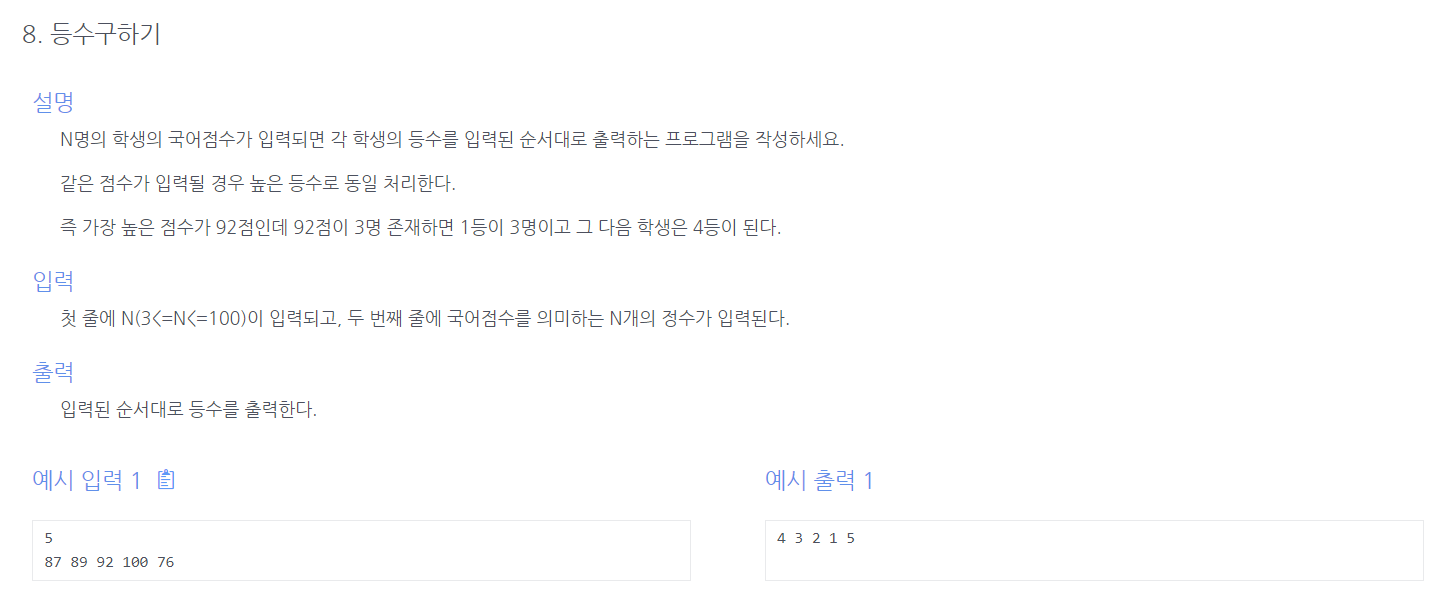 8. 등수구하기
설명
N명의 학생의 국어점수가 입력되면 각 학생의 등수를 입력된 순서대로 출력하는 프로그램을 작성하세요.
같은 점수가 입력될 경우 높은 등수로 동일 처리한다.
즉 가장 높은 점수가 92점인데 92점이 3명 존재하면 1등이 3명이고 그 다음 학생은 4등이 된다.
입력
첫 줄에 N(3<=N<=100)이 입력되고, 두 번째 줄에 국어점수를 의미하는 N개의 정수가 입력된다.
출력
입력된 순서대로 등수를 출력한다.
예시 입력 1
5
87 89 92 100 76
예시 출력 1
4 3 2 1 5